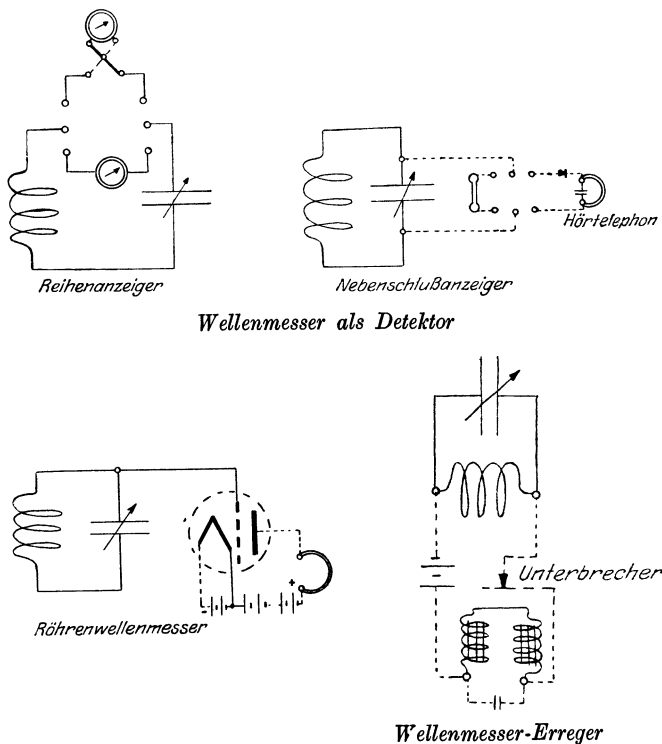 Hörtelephon
Reihenanzeiger
Nebenschlußanzeiger
Wellenmesser als Detektor
+
-
Unterbrecher
Röhrenwellenmesser
Wellenmesser-Erreger